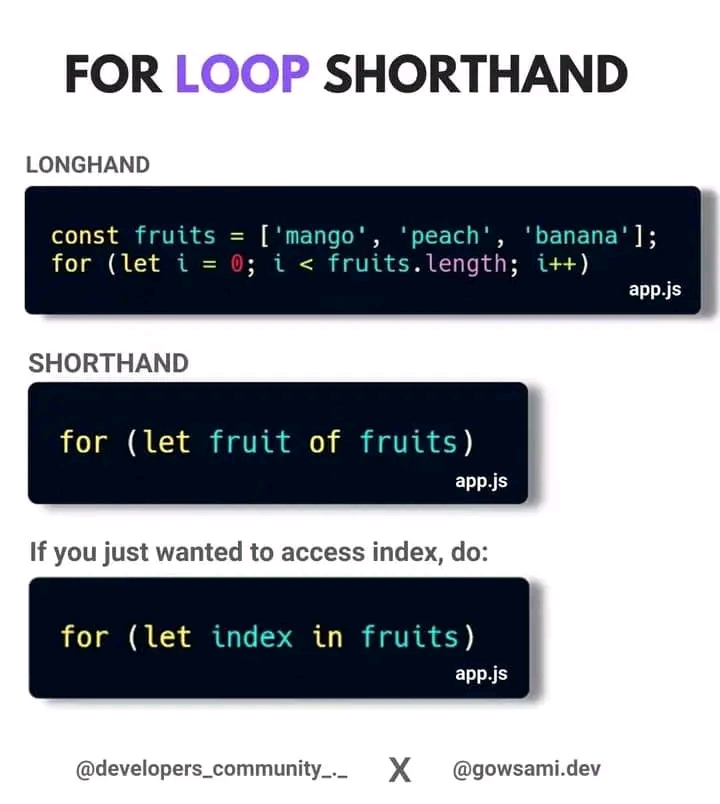 FOR LOOP SHORTHAND
LONGHAND
const fruits = ['mango', 'peach', 'banana'];
for (let i = 0; i < fruits.length; i++)
app.js
SHORTHAND
for (let fruit of fruits)
app.js
If you just wanted to access index, do:
for (let index in fruits)
app.js
@developers_community_._ X @gowsami.dev